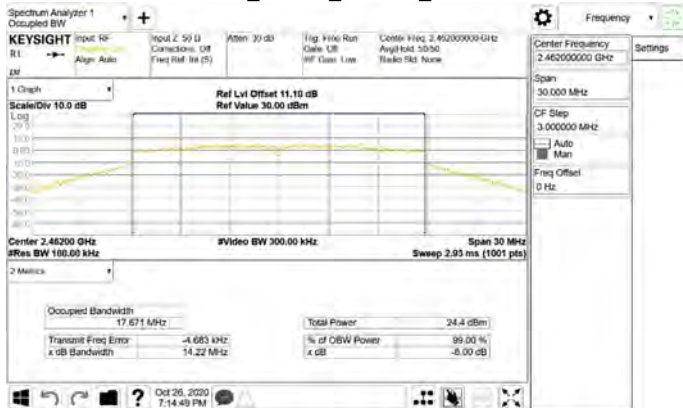 Spectrum Analyzer 1
Occupied BW
+
Frequency
KEYSIGHT
Input: RF
Input Z: 50 Ω
Atten: 30 dB
Trig: Free Run
Center Freq: 2.462000000 GHz
Corrections: Off
Gate: Off
Avg|Hold: 50/50
Align: Auto
Freq Ref: Int (S)
#IF Gain: Low
Radio Std: None
Center Frequency
2.462000000 GHz
Settings
Span
30.000 MHz
CF Step
3.000000 MHz
Auto
Man
Freq Offset
0 Hz
1 Graph
Ref Lvl Offset 11.10 dB
Scale/Div 10.0 dB
Ref Value 30.00 dBm
Log
Center 2.46200 GHz
#Video BW 300.00 kHz
Span 30 MHz
#Res BW 100.00 kHz
Sweep 2.93 ms (1001 pts)
2 Metrics
Occupied Bandwidth
17.671 MHz
Total Power
24.4 dBm
Transmit Freq Error
-4.683 kHz
% of OBW Power
99.00 %
x dB Bandwidth
14.22 MHz
x dB
-6.00 dB
?
Oct 26, 2020
7:14:49 PM